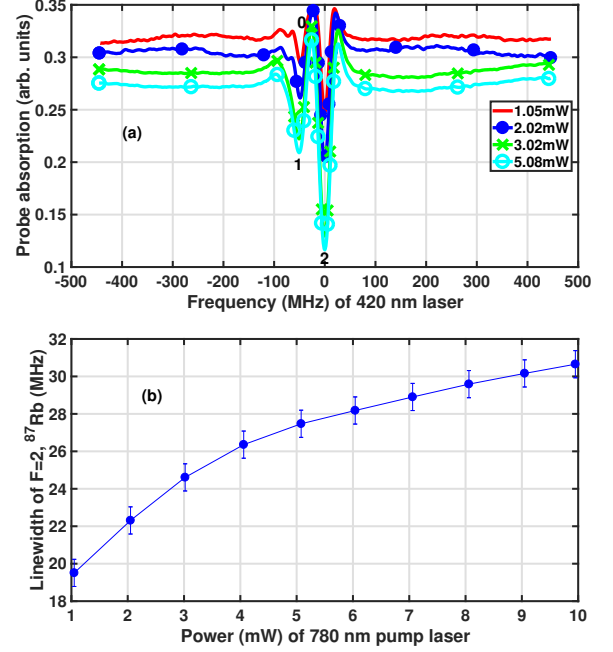 0.35
0.3
0.25
0.2
0.15
0.1
Probe absorption (arb. units)
0
1
2
(a)
1.05mW
2.02mW
3.02mW
5.08mW
-500 -400 -300 -200 -100 0 100 200 300 400 500
Frequency (MHz) of 420 nm laser
32
30
28
26
24
22
20
18
Linewidth of F=2, ⁸⁷Rb (MHz)
(b)
1 2 3 4 5 6 7 8 9 10
Power (mW) of 780 nm pump laser